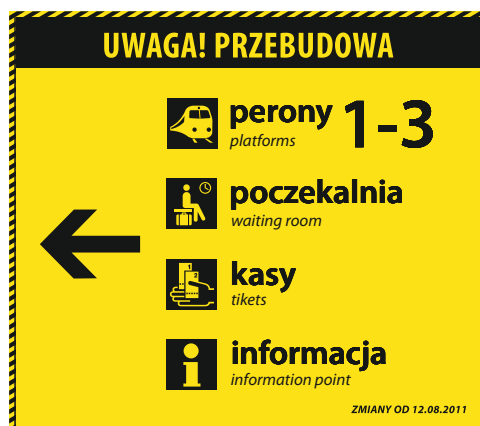 UWAGA! PRZEBUDOWA
perony 1-3
platforms
poczekalnia
waiting room
kasy
tikets
informacja
information point
ZMIANY OD 12.08.2011